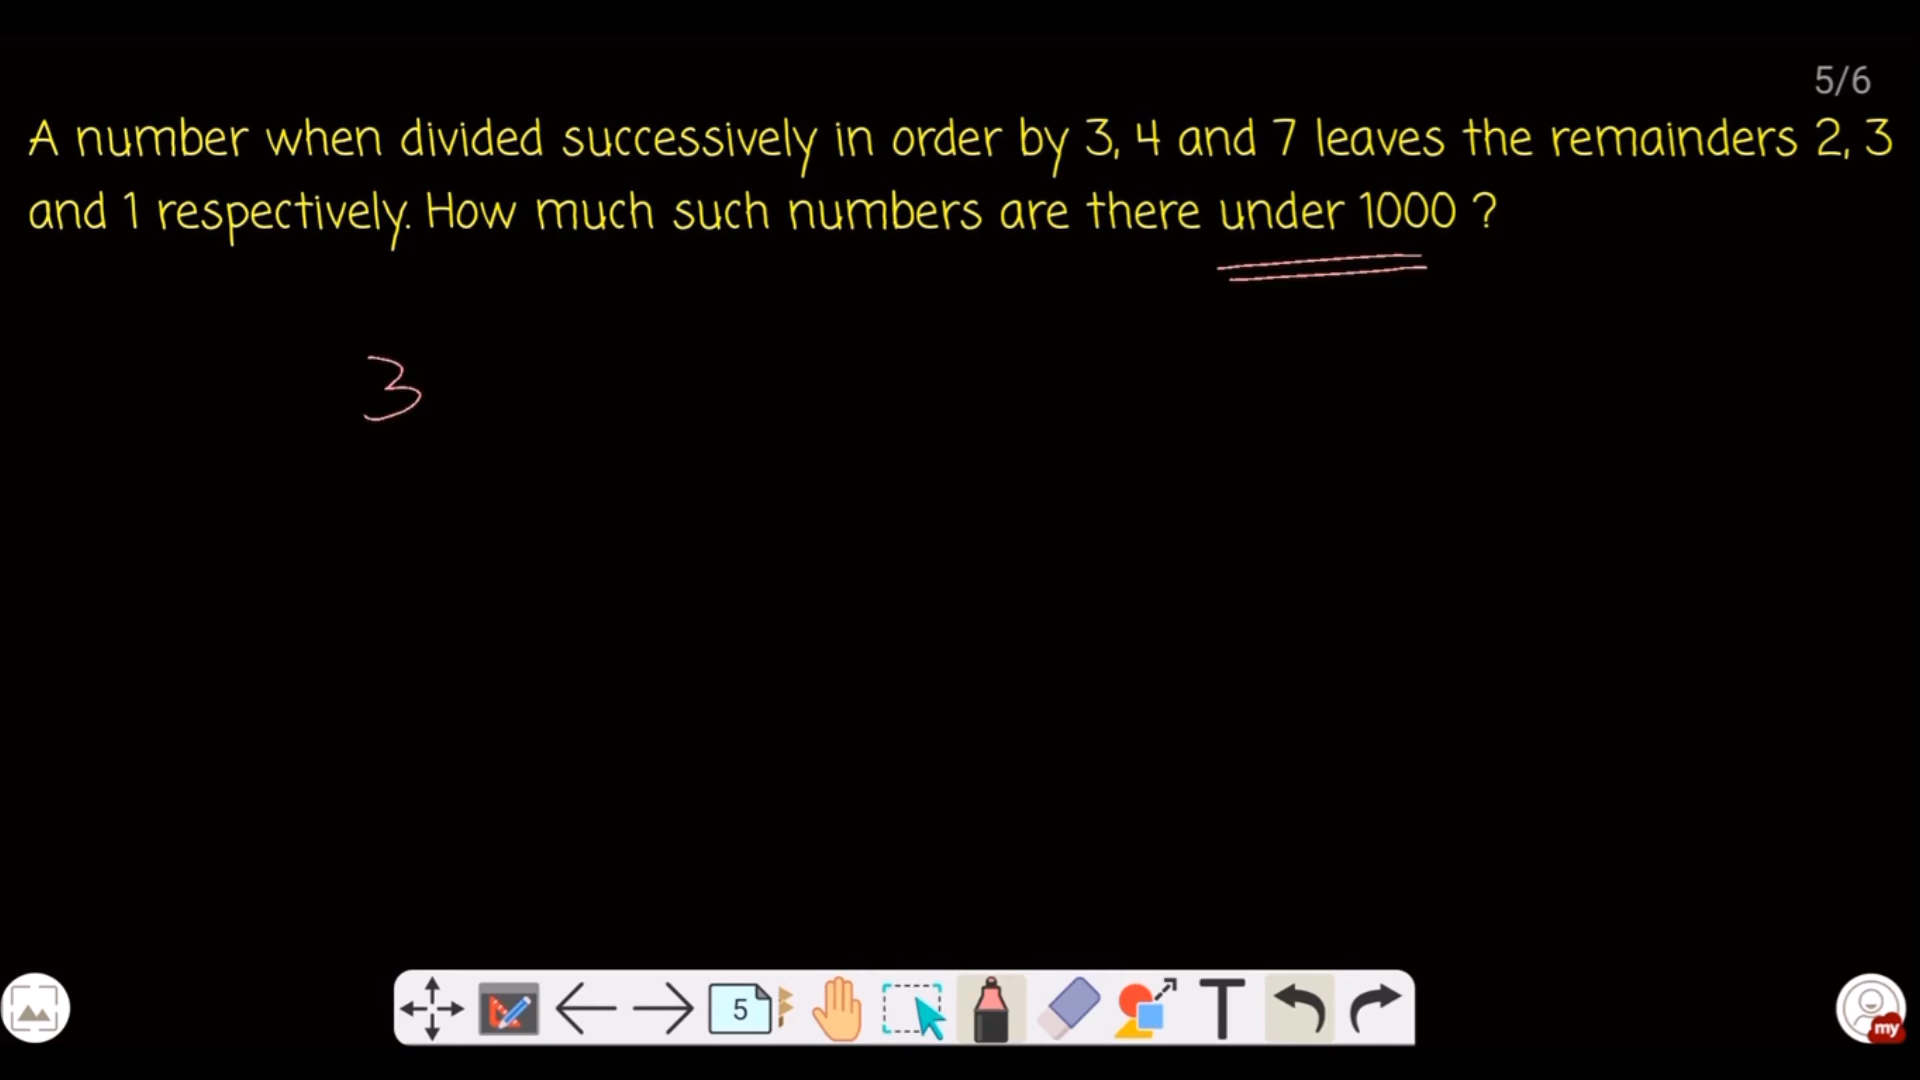 5/6
A number when divided successively in order by 3, 4 and 7 leaves the remainders 2, 3
and 1 respectively. How much such numbers are there under 1000 ?
3
5
T
my